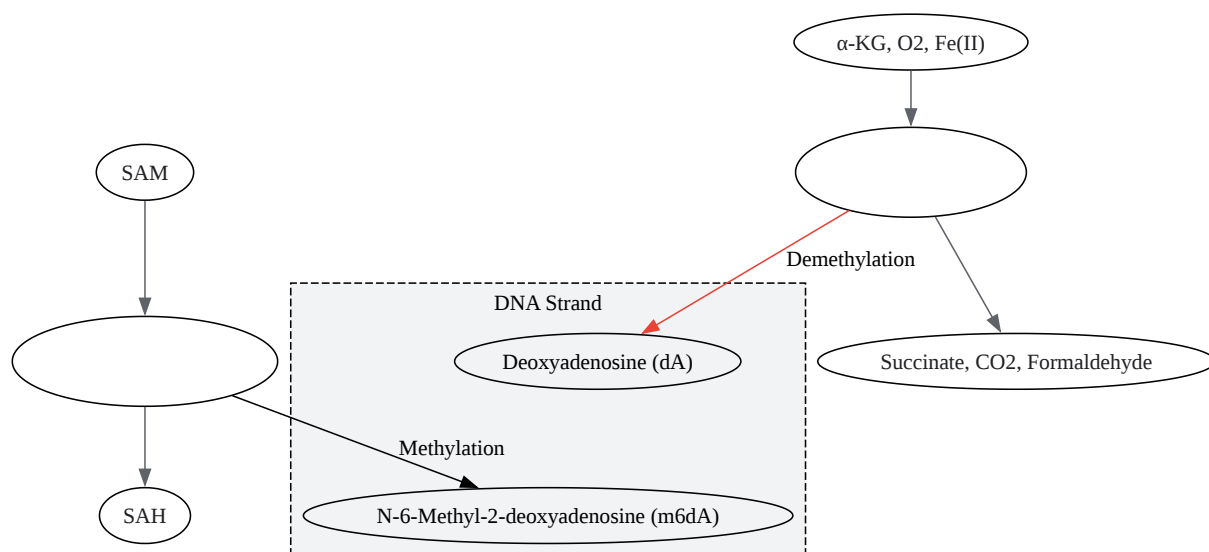 α-KG, O2, Fe(II)
SAM
Demethylation
DNA Strand
Deoxyadenosine (dA)
Succinate, CO2, Formaldehyde
Methylation
SAH
N-6-Methyl-2-deoxyadenosine (m6dA)